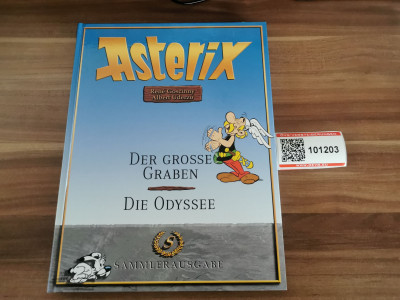 Asterix
René Goscinny
Albert Uderzo
DER GROSSE
GRABEN
DIE ODYSSEE
101203
S
SAMMLERAUSGABE